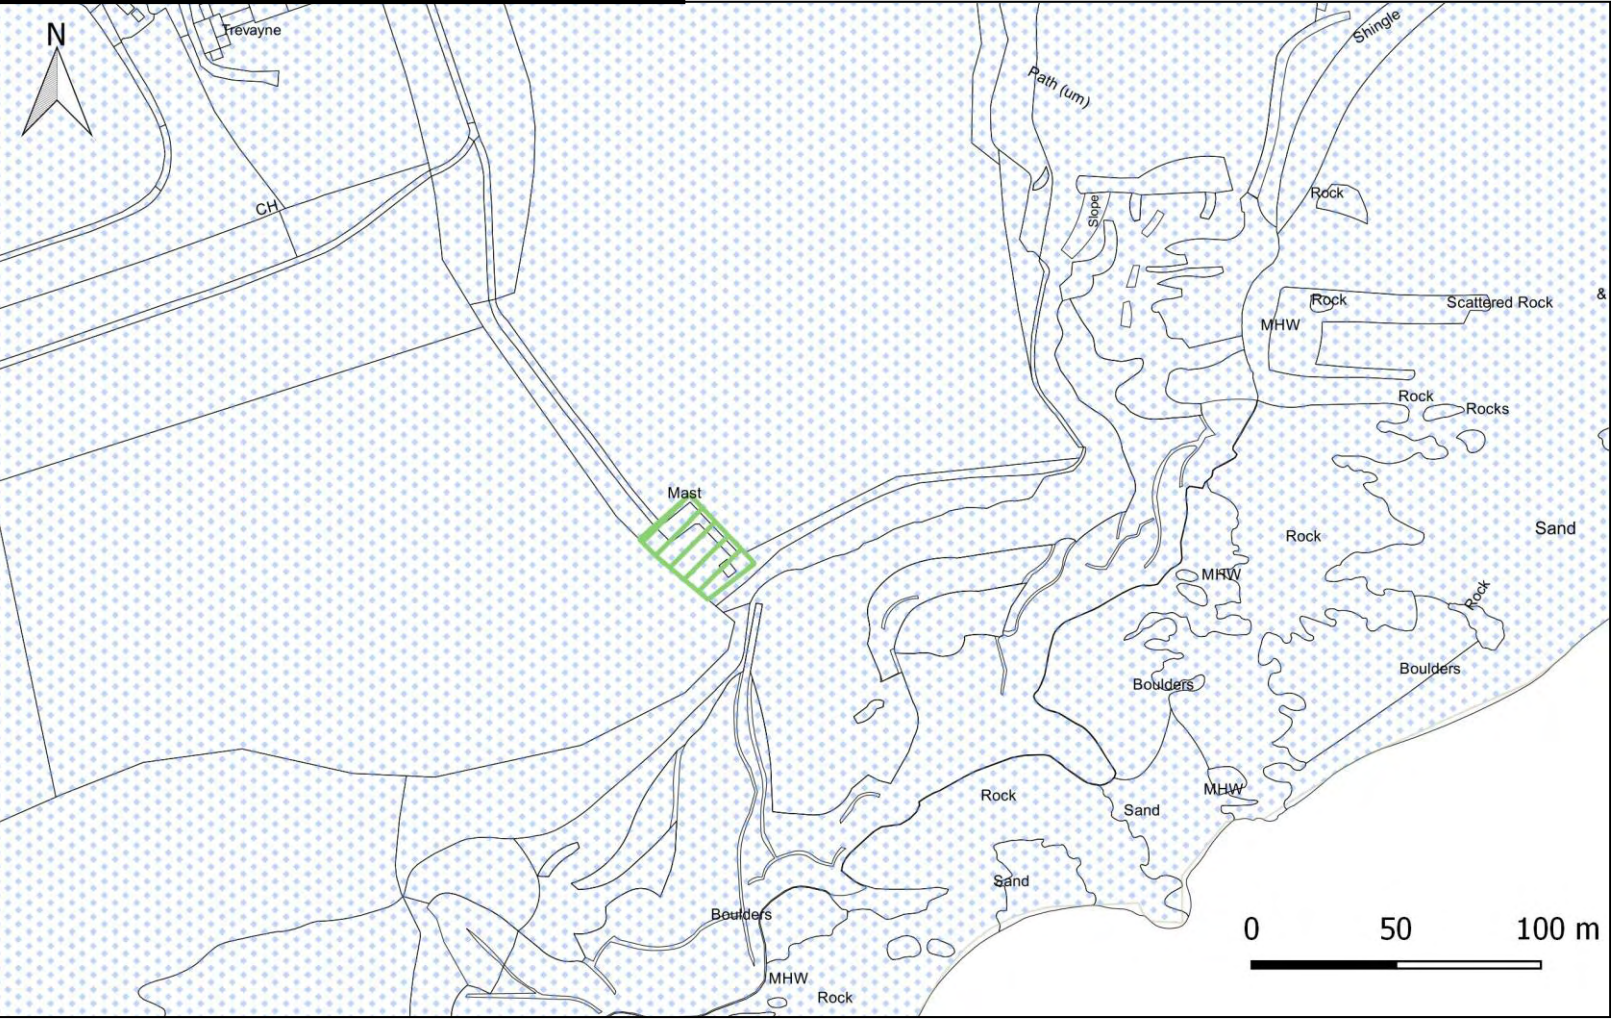 Trevayne
N
Shingle
Path (um)
Rock
Slope
CH
Rock
Scattered Rock
&
MHW
Rock
Rocks
Mast
Sand
Rock
MHW
Rock
Boulders
Boulders
MHW
Rock
Sand
Sand
Boulders
0 50 100 m
MHW
Rock